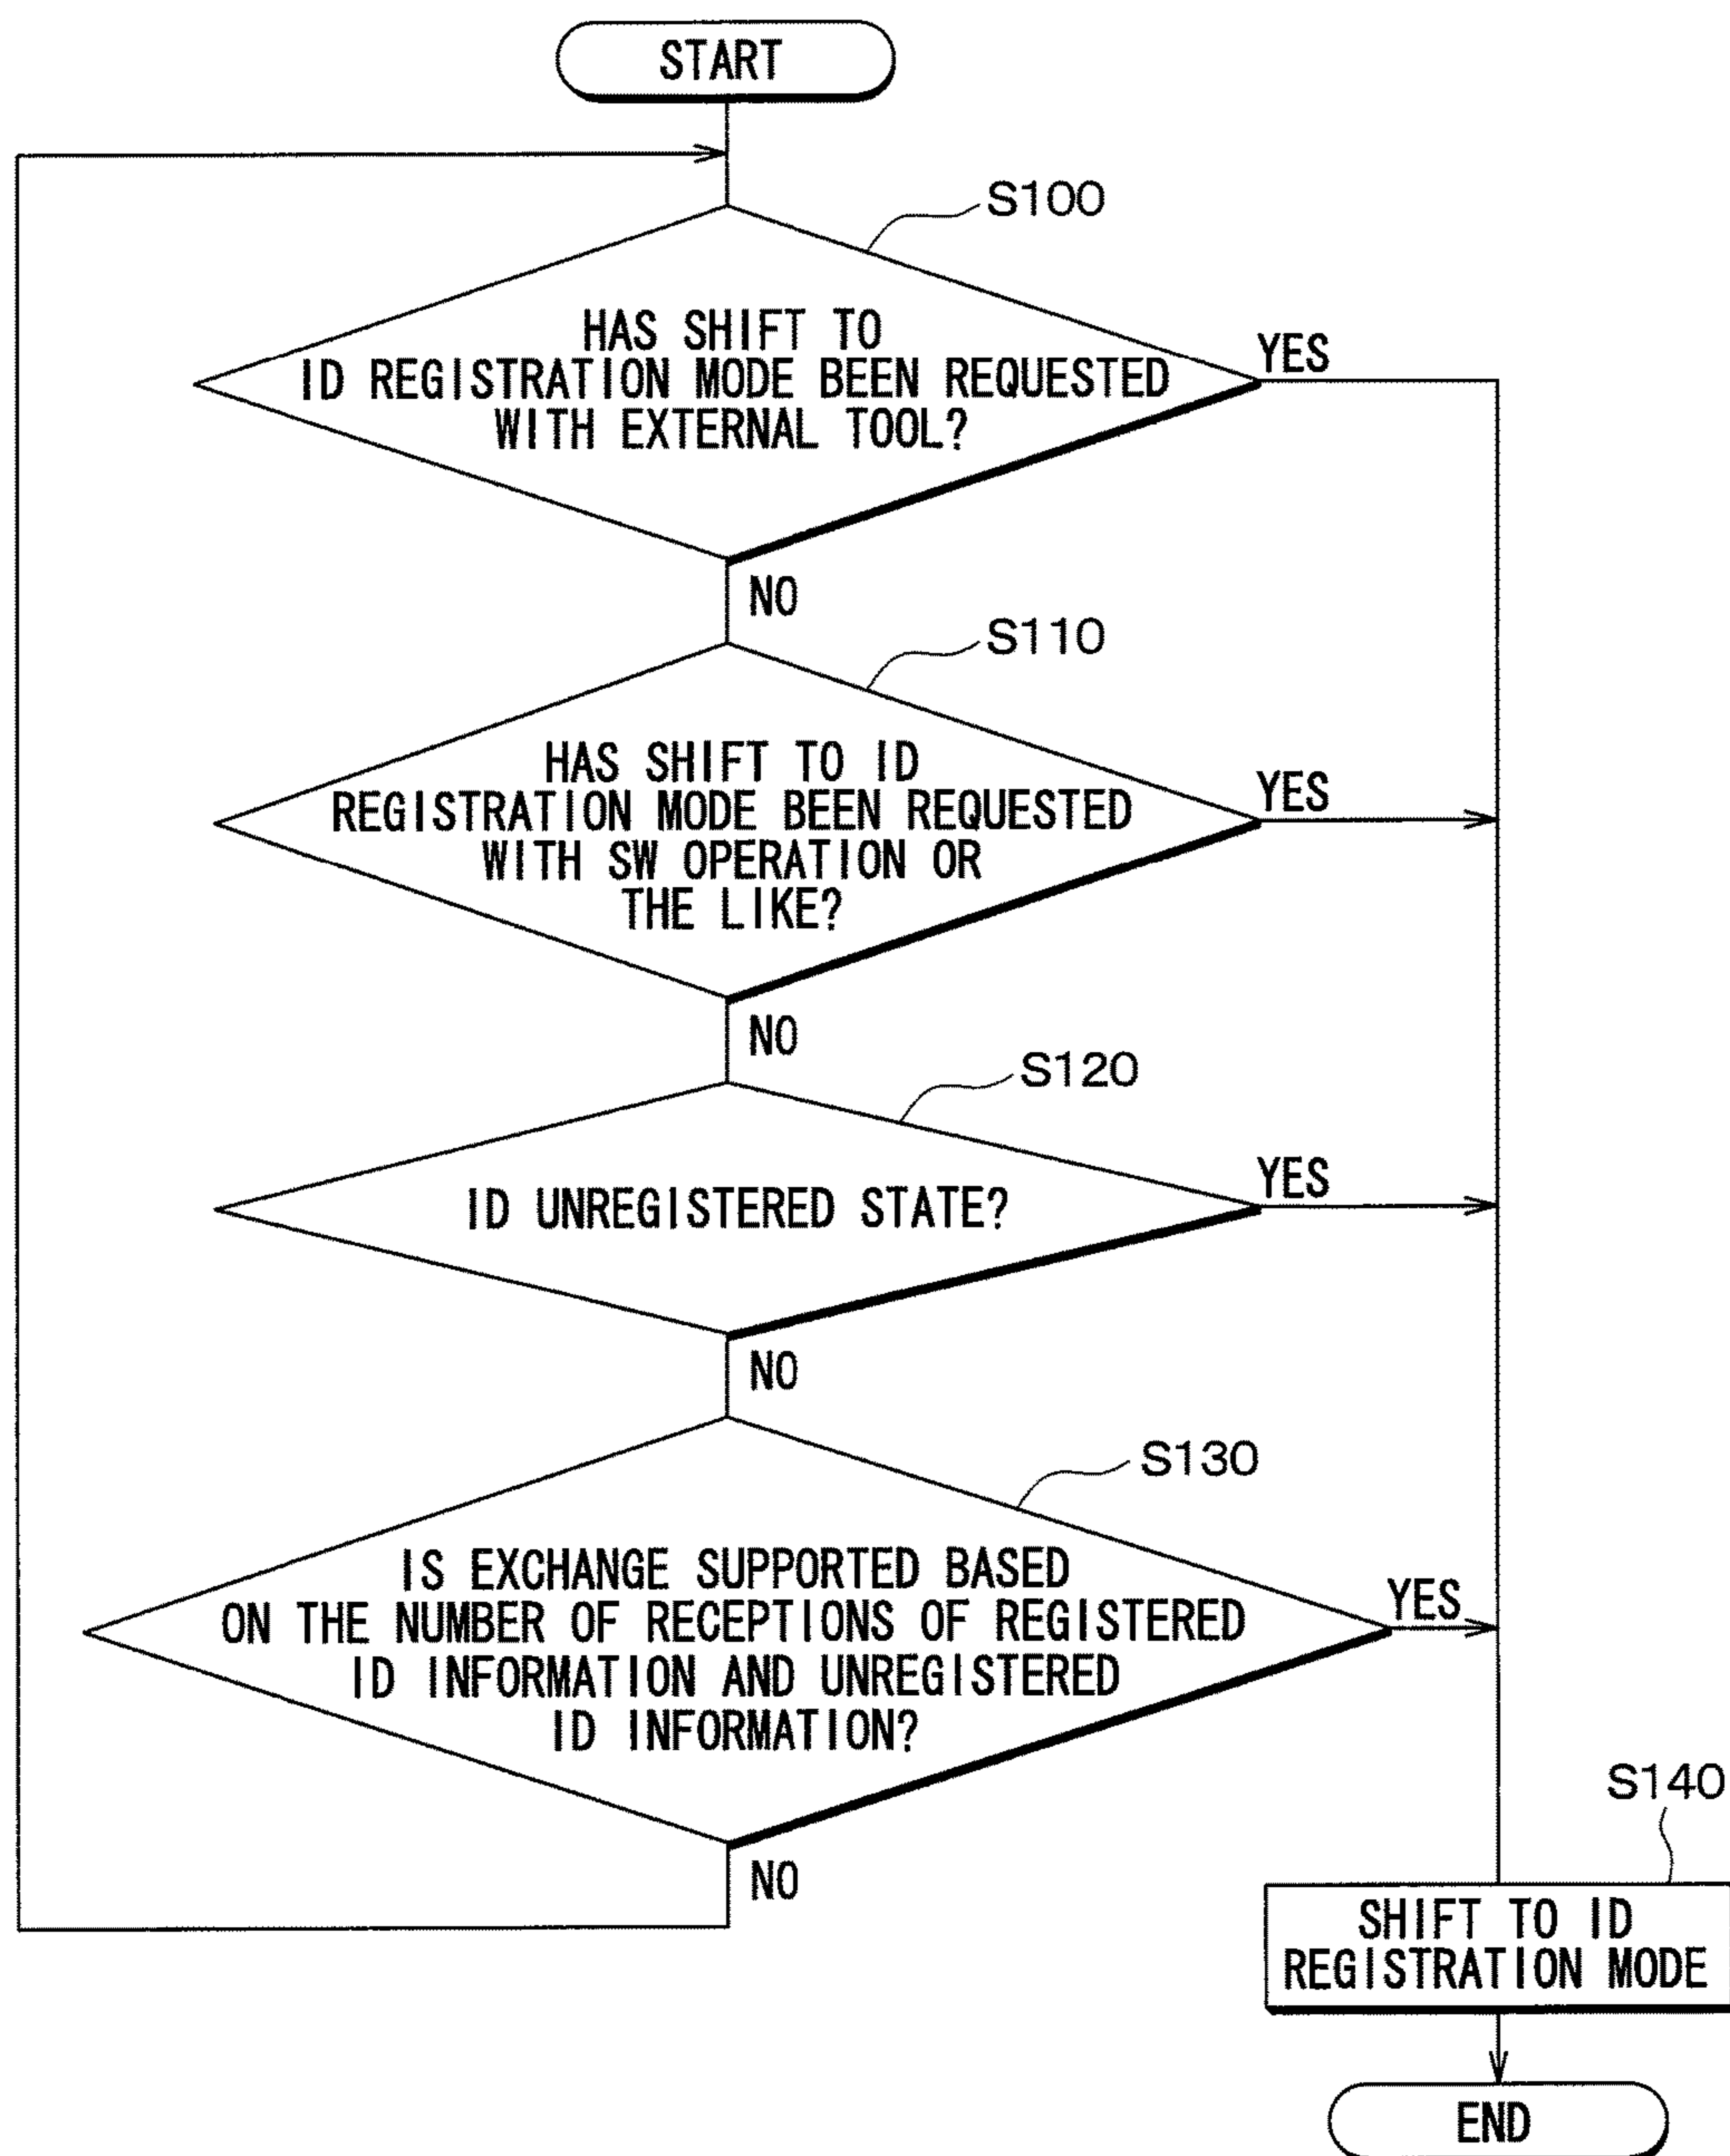 START
S100
HAS SHIFT TO
ID REGISTRATION MODE BEEN REQUESTED
WITH EXTERNAL TOOL?
YES
NO
S110
HAS SHIFT TO ID
REGISTRATION MODE BEEN REQUESTED
WITH SW OPERATION OR
THE LIKE?
YES
NO
S120
ID UNREGISTERED STATE?
YES
NO
S130
IS EXCHANGE SUPPORTED BASED
ON THE NUMBER OF RECEPTIONS OF REGISTERED
ID INFORMATION AND UNREGISTERED
ID INFORMATION?
YES
NO
S140
SHIFT TO ID
REGISTRATION MODE
END